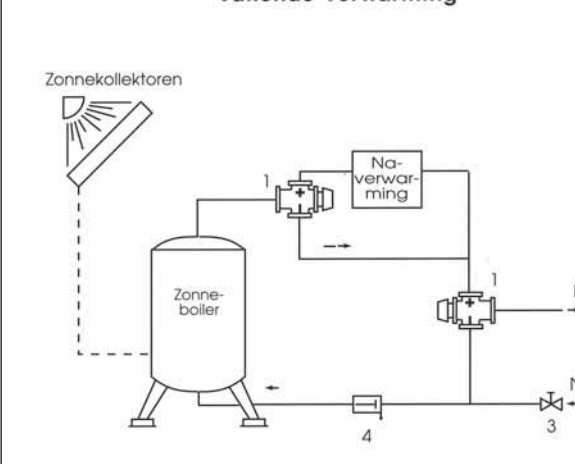 Zonnekollektoren
1
Na-
verwar-
ming
+
Zonne-
boiler
1
+
4
3